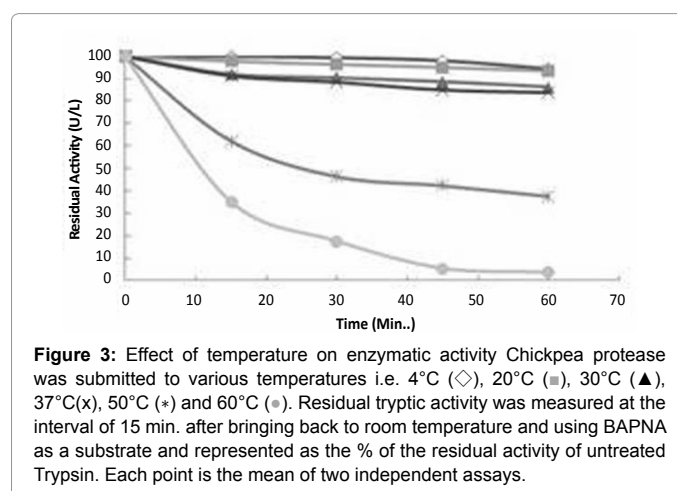 100
90
80
70
60
50
40
30
20
10
0
Residual Activity (U/L)
0 10 20 30 40 50 60 70
Time (Min..)
Figure 3: Effect of temperature on enzymatic activity Chickpea protease
was submitted to various temperatures i.e. 4°C (◇), 20°C (■), 30°C (▲),
37°C(x), 50°C (*) and 60°C (●). Residual tryptic activity was measured at the
interval of 15 min. after bringing back to room temperature and using BAPNA
as a substrate and represented as the % of the residual activity of untreated
Trypsin. Each point is the mean of two independent assays.